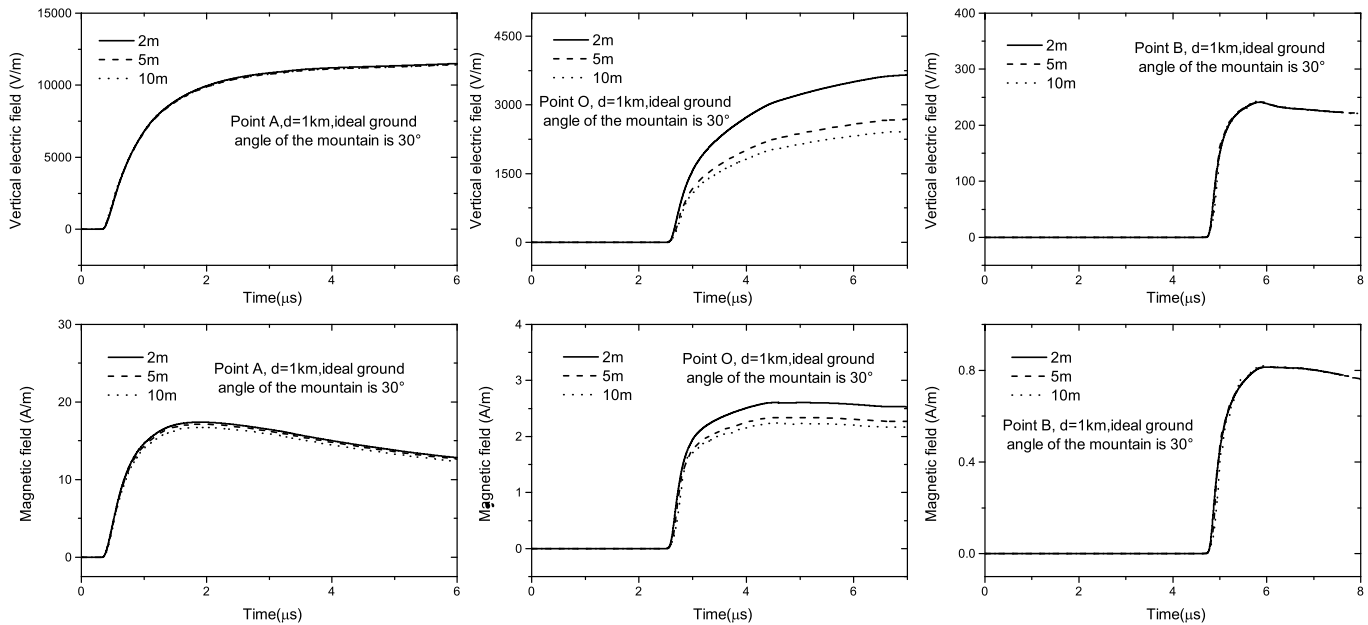 15000
10000
5000
0
Vertical electric field (V/m)
2m
5m
10m
Point A,d=1km,ideal ground
angle of the mountain is 30°
0
2
4
6
Time(μs)
4500
3000
1500
0
Vertical electric field (V/m)
2m
5m
10m
Point O, d=1km,ideal ground
angle of the mountain is 30°
0
2
4
6
Time(μs)
400
300
200
100
0
Vertical electric field (V/m)
2m
5m
10m
Point B, d=1km,ideal ground
angle of the mountain is 30°
0
2
4
6
8
Time(μs)
30
20
10
0
Magnetic field (A/m)
2m
5m
10m
Point A, d=1km,ideal ground
angle of the mountain is 30°
0
2
4
6
Time(μs)
4
3
2
1
0
Magnetic field (A/m)
2m
5m
10m
Point O, d=1km,ideal ground
angle of the mountain is 30°
0
2
4
6
Time(μs)
0.8
0.4
0.0
Magnetic field (A/m)
2m
5m
10m
Point B, d=1km,ideal ground
angle of the mountain is 30°
0
2
4
6
8
Time(μs)